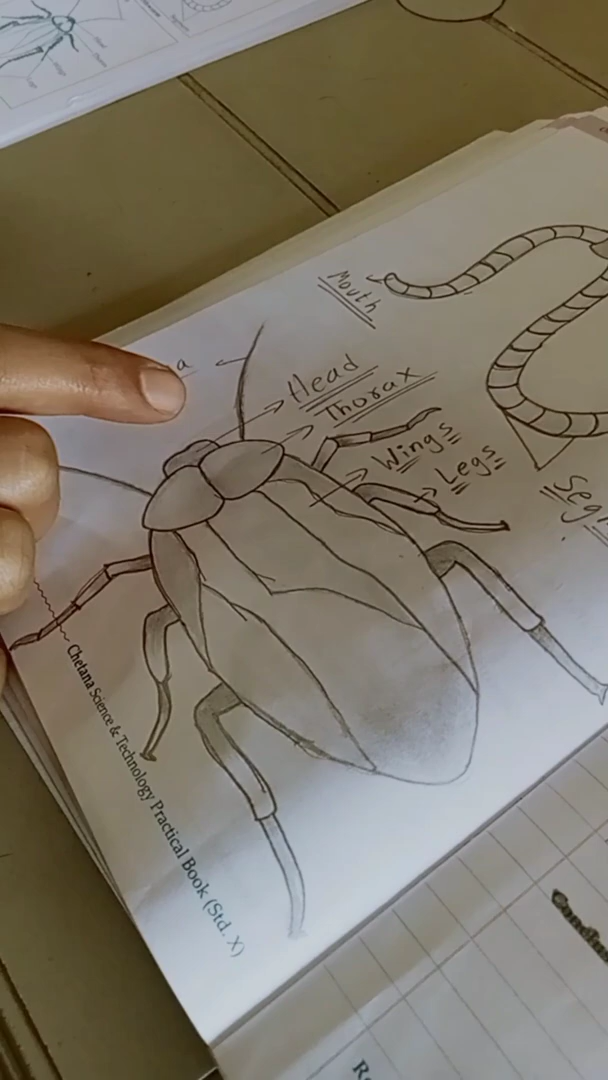 a
Mouth
Head
Thorax
Wings
Legs
Chetana Science & Technology Practical Book (Std. X)